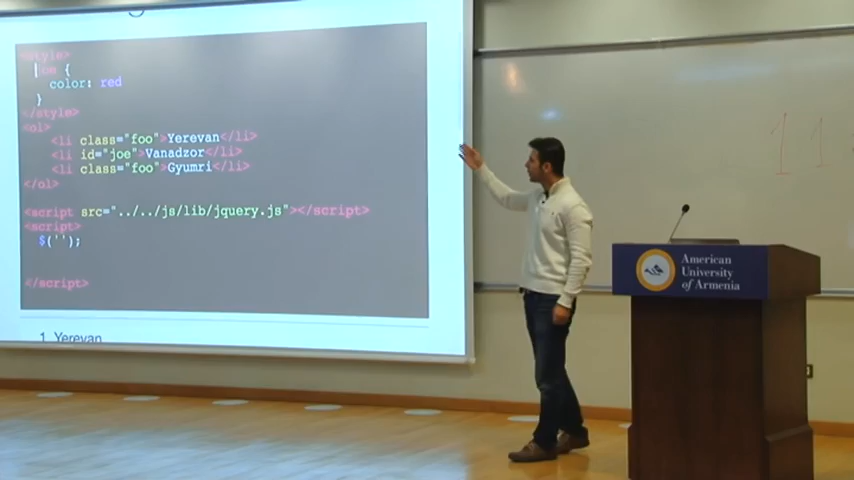 <style>
{
color: red
}
</style>
<ol>
<li class="foo">Yerevan</li>
<li id="joe">Vanadzor</li>
<li class="foo">Gyumri</li>
</ol>
<script src="../../js/lib/jquery.js"></script>
<script>
$('');
</script>
1. Yerevan
11
American
University
of Armenia